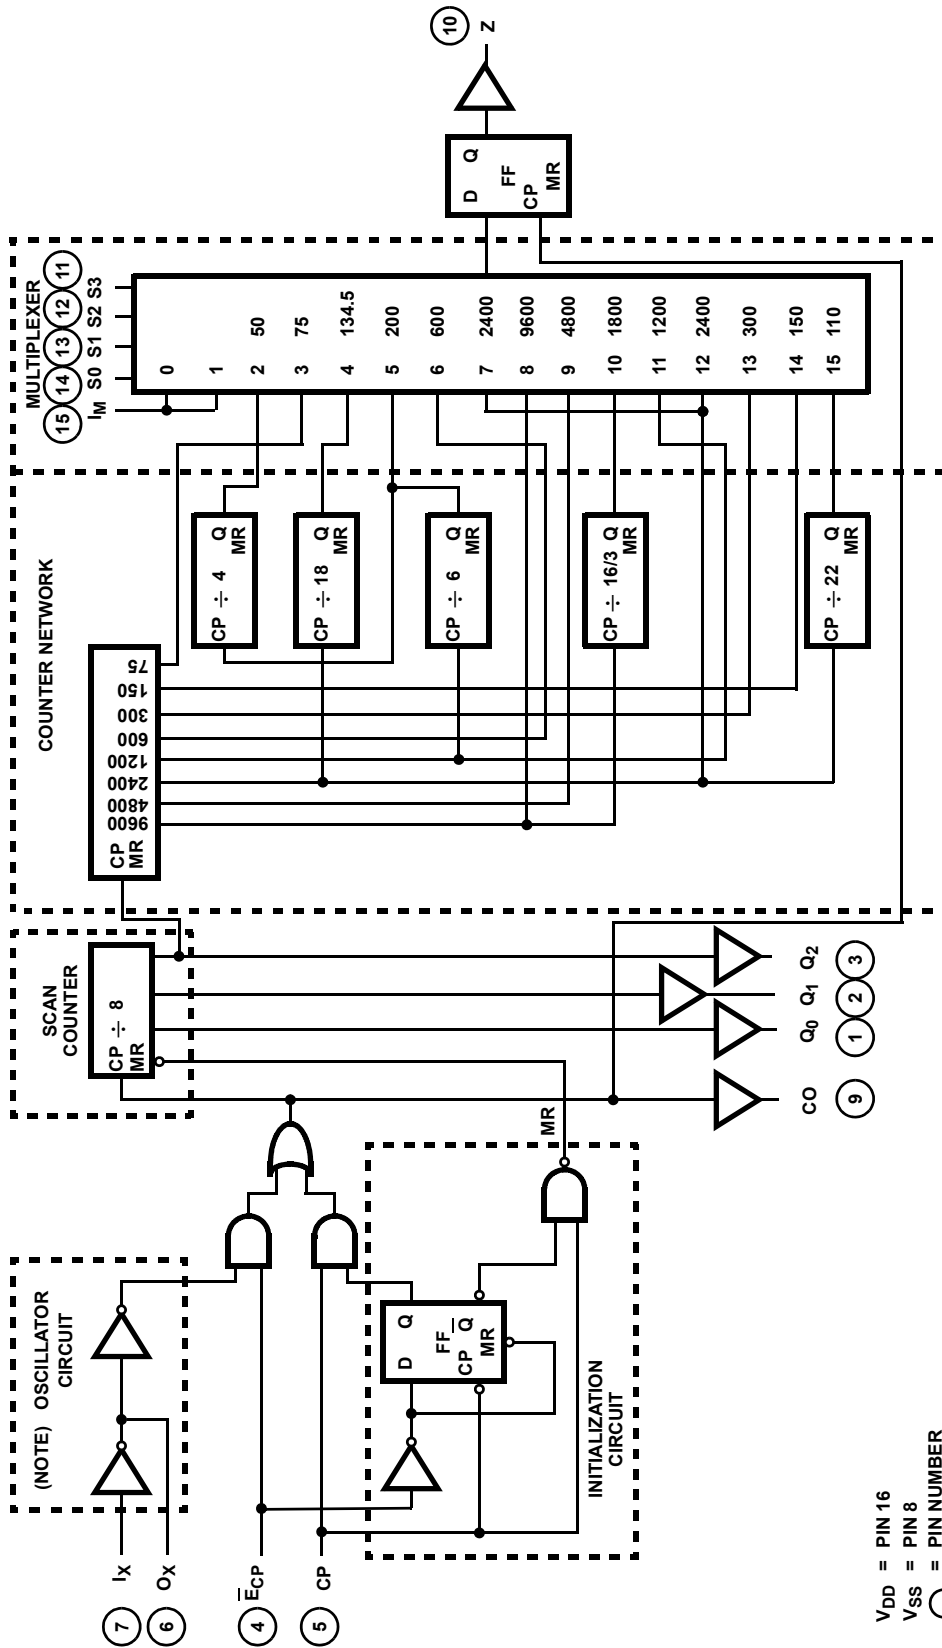 (NOTE) OSCILLATOR
CIRCUIT
SCAN
COUNTER
COUNTER NETWORK
MULTIPLEXER
7 IX
6 OX
4 E̅CP
5 CP
D Q
FF
CP Q̅
MR
INITIALIZATION
CIRCUIT
MR
CP ÷ 8
MR
CO 9
Q0 1
Q1 2
Q2 3
CP
MR
9600
4800
2400
1200
600
300
150
75
CP ÷ 4 Q
MR
CP ÷ 18 Q
MR
CP ÷ 6 Q
MR
CP ÷ 16/3 Q
MR
CP ÷ 22 Q
MR
15 14 13 12 11
IM S0 S1 S2 S3
0
1
2 50
3 75
4 134.5
5 200
6 600
7 2400
8 9600
9 4800
10 1800
11 1200
12 2400
13 300
14 150
15 110
D Q
FF
CP
MR
10
Z
VDD = PIN 16
VSS = PIN 8
= PIN NUMBER